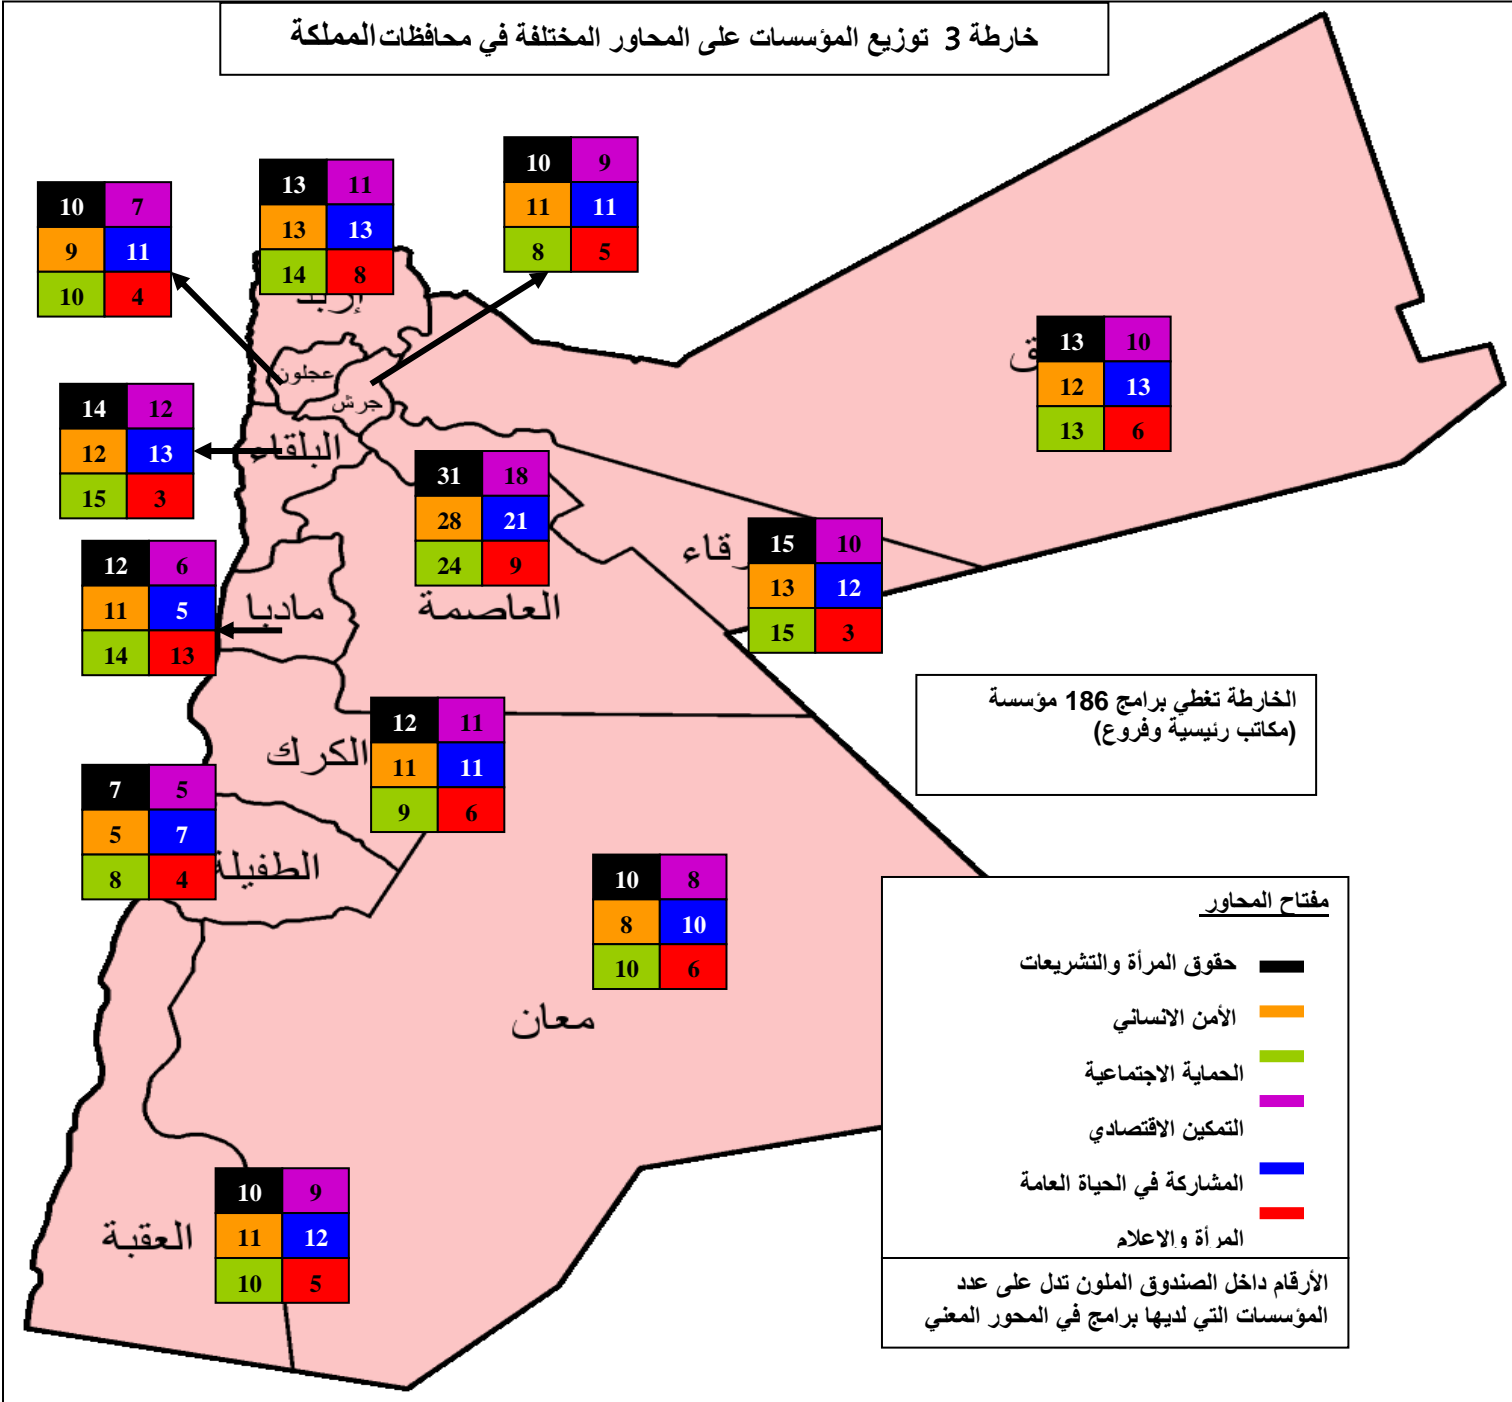 خارطة 3 توزيع المؤسسات على المحاور المختلفة في محافظات المملكة
10 9
11 11
8 5
13 11
13 13
14 8
إربد
10 7
9 11
10 4
عجلون
جرش
ق
13 10
12 13
13 6
14 12
12 13
15 3
البلقاء
31 18
28 21
24 9
العاصمة
رقاء
15 10
13 12
15 3
12 6
11 5
14 13
مادبا
الكرك
12 11
11 11
9 6
7 5
5 7
8 4
الطفيلة
10 8
8 10
10 6
معان
10 9
11 12
10 5
العقبة
الخارطة تغطي برامج 186 مؤسسة
(مكاتب رئيسية وفروع)
مفتاح المحاور
حقوق المرأة والتشريعات
الأمن الانساني
الحماية الاجتماعية
التمكين الاقتصادي
المشاركة في الحياة العامة
المرأة والاعلام
الأرقام داخل الصندوق الملون تدل على عدد
المؤسسات التي لديها برامج في المحور المعني